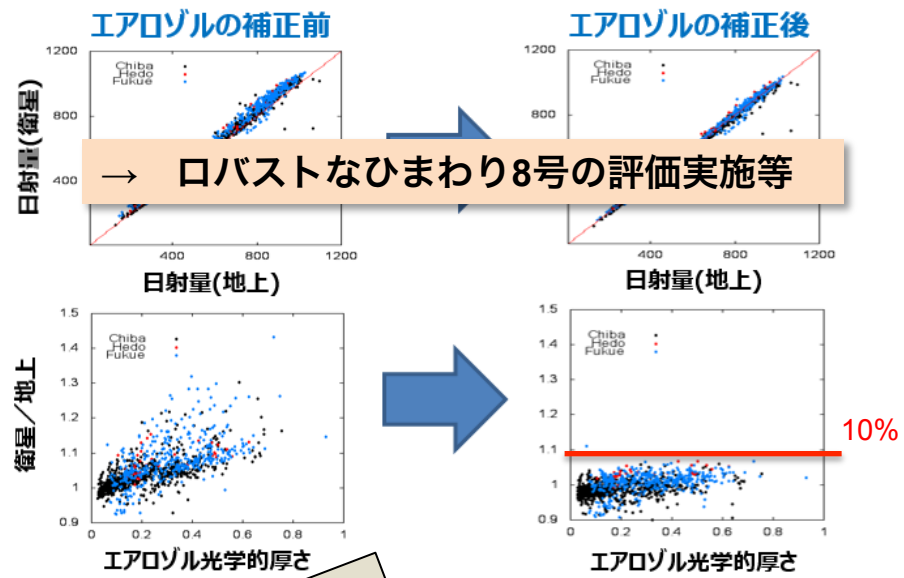 エアロゾルの補正前
エアロゾルの補正後
1200
800
400
Chiba
Hedo
Fukue
日射量(衛星)
400
800
1200
日射量(地上)
1200
800
Chiba
Hedo
Fukue
400
800
1200
日射量(地上)
→ ロバストなひまわり8号の評価実施等
1.5
1.4
1.3
1.2
1.1
1
0.9
Chiba
Hedo
Fukue
衛星/地上
0
0.2
0.4
0.6
0.8
1
エアロゾル光学的厚さ
1.5
1.4
1.3
1.2
1.1
1
0.9
Chiba
Hedo
Fukue
10%
0
0.2
0.4
0.6
0.8
1
エアロゾル光学的厚さ